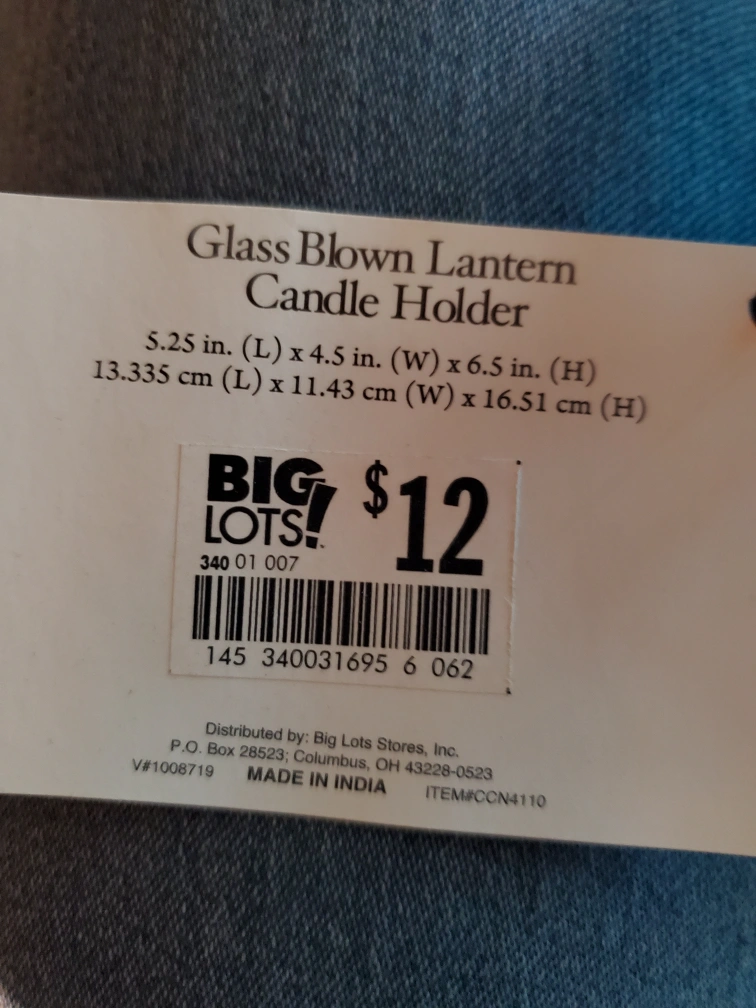 Glass Blown Lantern
Candle Holder
5.25 in. (L) x 4.5 in. (W) x 6.5 in. (H)
13.335 cm (L) x 11.43 cm (W) x 16.51 cm (H)
BIG
LOTS!
$12
340 01 007
145 340031695 6 062
Distributed by: Big Lots Stores, Inc.
P.O. Box 28523; Columbus, OH 43228-0523
V#1008719 MADE IN INDIA ITEM#CCN4110